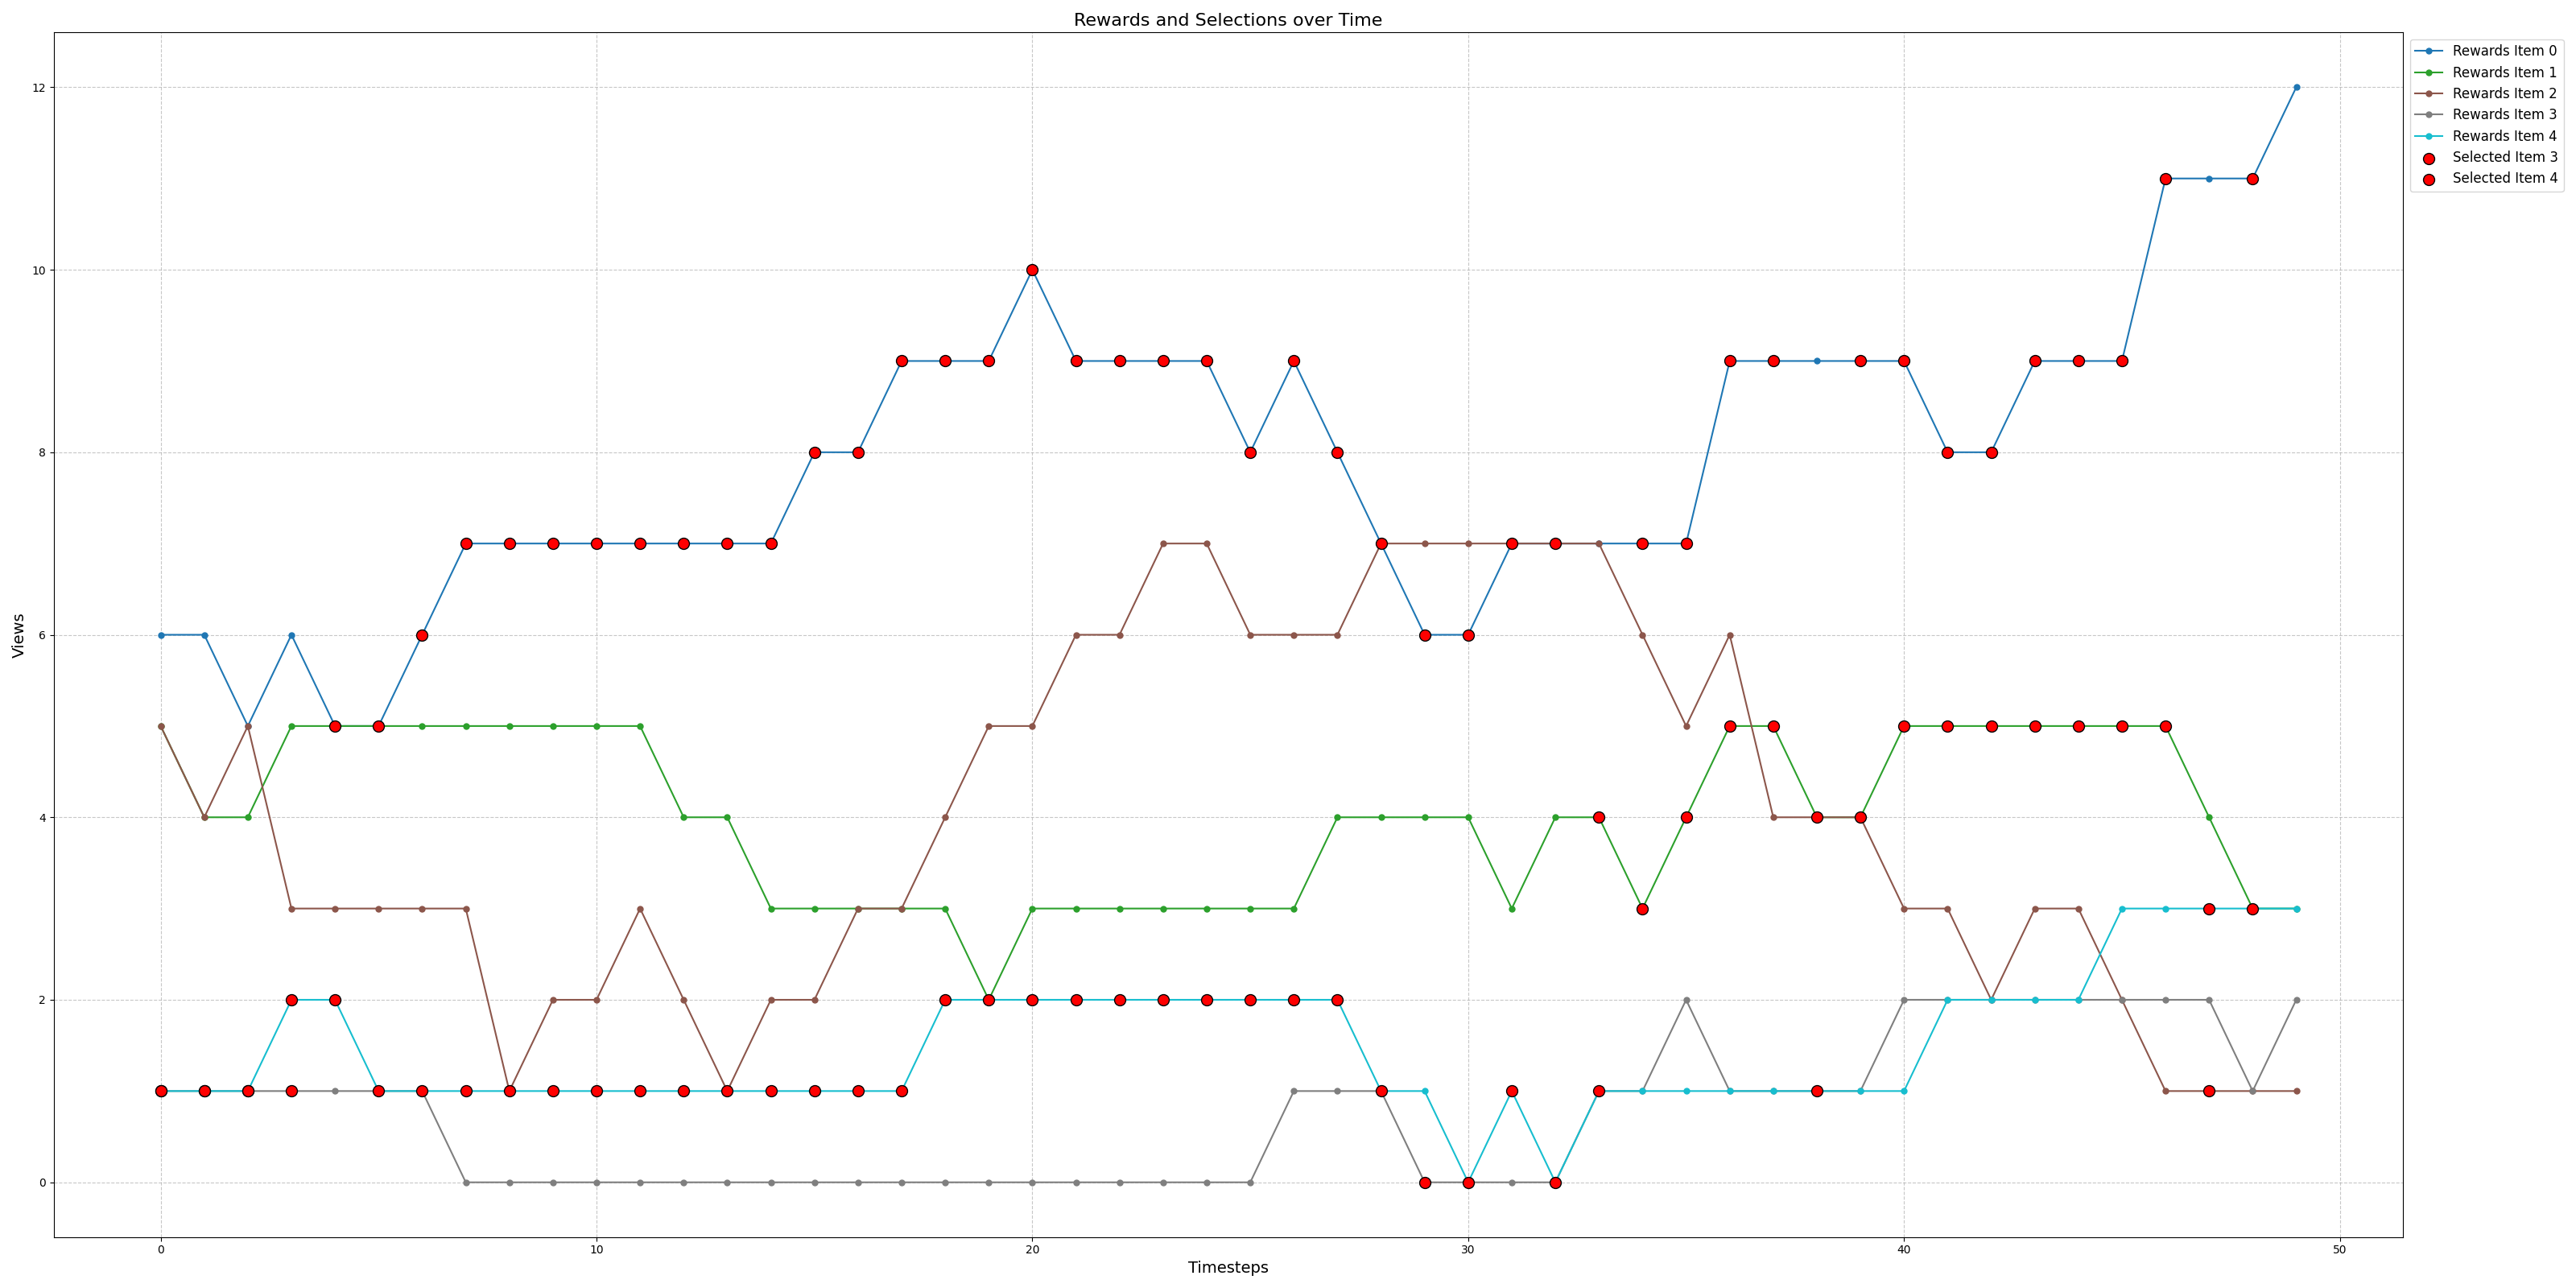 Rewards and Selections over Time
Rewards Item 0
Rewards Item 1
Rewards Item 2
Rewards Item 3
Rewards Item 4
Selected Item 3
Selected Item 4
Views
12
10
8
6
4
2
0
0
10
20
30
40
50
Timesteps